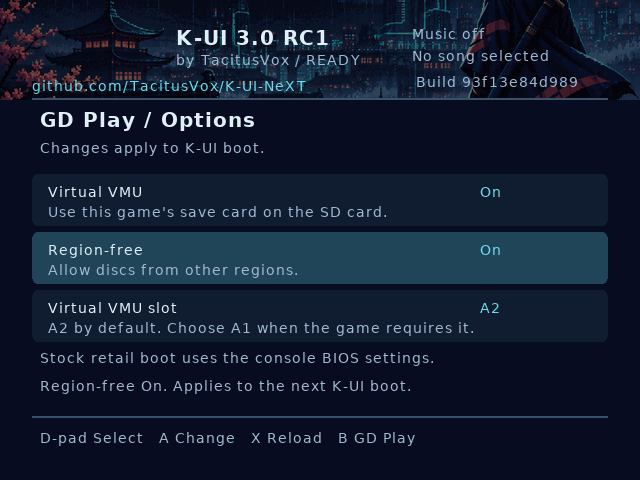 K-UI 3.0 RC1
by TacitusVox / READY
github.com/TacitusVox/K-UI-NeXT
Music off
No song selected
Build 93f13e84d989
GD Play / Options
Changes apply to K-UI boot.
Virtual VMU On
Use this game's save card on the SD card.
Region-free On
Allow discs from other regions.
Virtual VMU slot A2
A2 by default. Choose A1 when the game requires it.
Stock retail boot uses the console BIOS settings.
Region-free On. Applies to the next K-UI boot.
D-pad Select A Change X Reload B GD Play